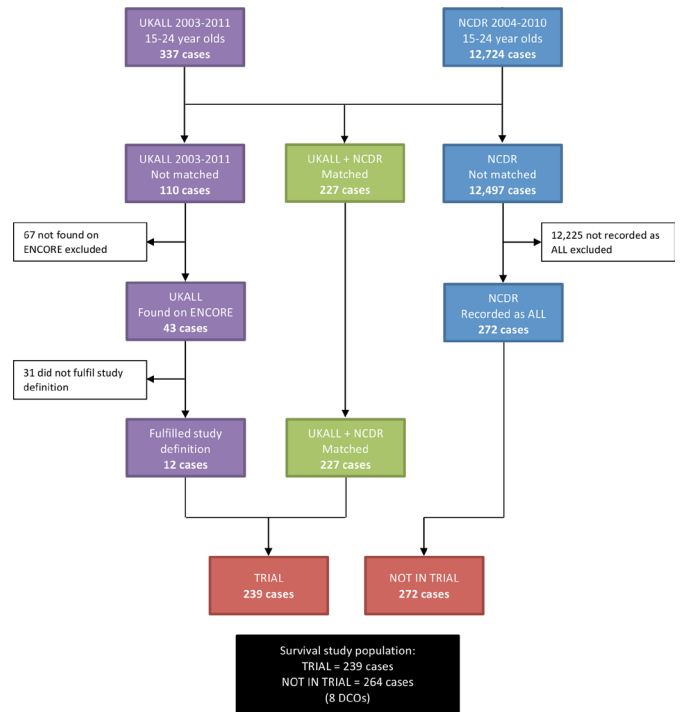 UKALL 2003-2011
15-24 year olds
337 cases
NCDR 2004-2010
15-24 year olds
12,724 cases
UKALL 2003-2011
Not matched
110 cases
UKALL + NCDR
Matched
227 cases
NCDR
Not matched
12,497 cases
67 not found on
ENCORE excluded
12,225 not recorded as
ALL excluded
UKALL
Found on ENCORE
43 cases
NCDR
Recorded as ALL
272 cases
31 did not fulfil study
definition
Fulfilled study
definition
12 cases
UKALL + NCDR
Matched
227 cases
TRIAL
239 cases
NOT IN TRIAL
272 cases
Survival study population:
TRIAL = 239 cases
NOT IN TRIAL = 264 cases
(8 DCOs)